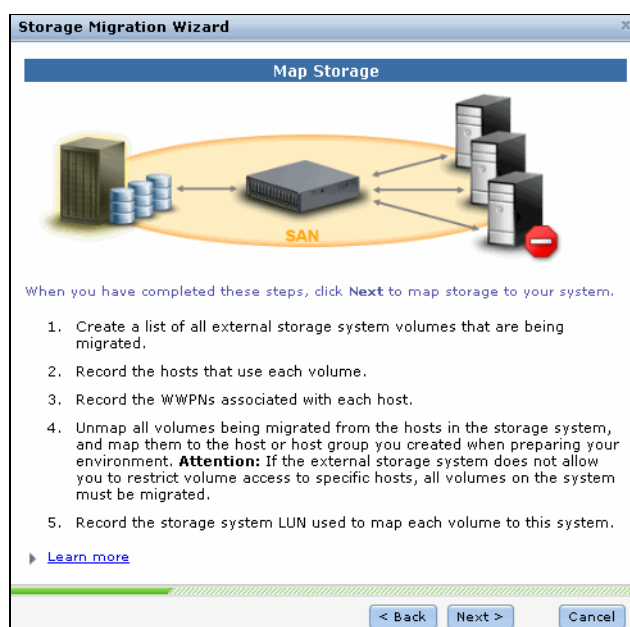 Storage Migration Wizard
x
Map Storage
SAN
When you have completed these steps, click Next to map storage to your system.
1. Create a list of all external storage system volumes that are being
migrated.
2. Record the hosts that use each volume.
3. Record the WWPNs associated with each host.
4. Unmap all volumes being migrated from the hosts in the storage system,
and map them to the host or host group you created when preparing your
environment. Attention: If the external storage system does not allow
you to restrict volume access to specific hosts, all volumes on the system
must be migrated.
5. Record the storage system LUN used to map each volume to this system.
Learn more
< Back Next > Cancel